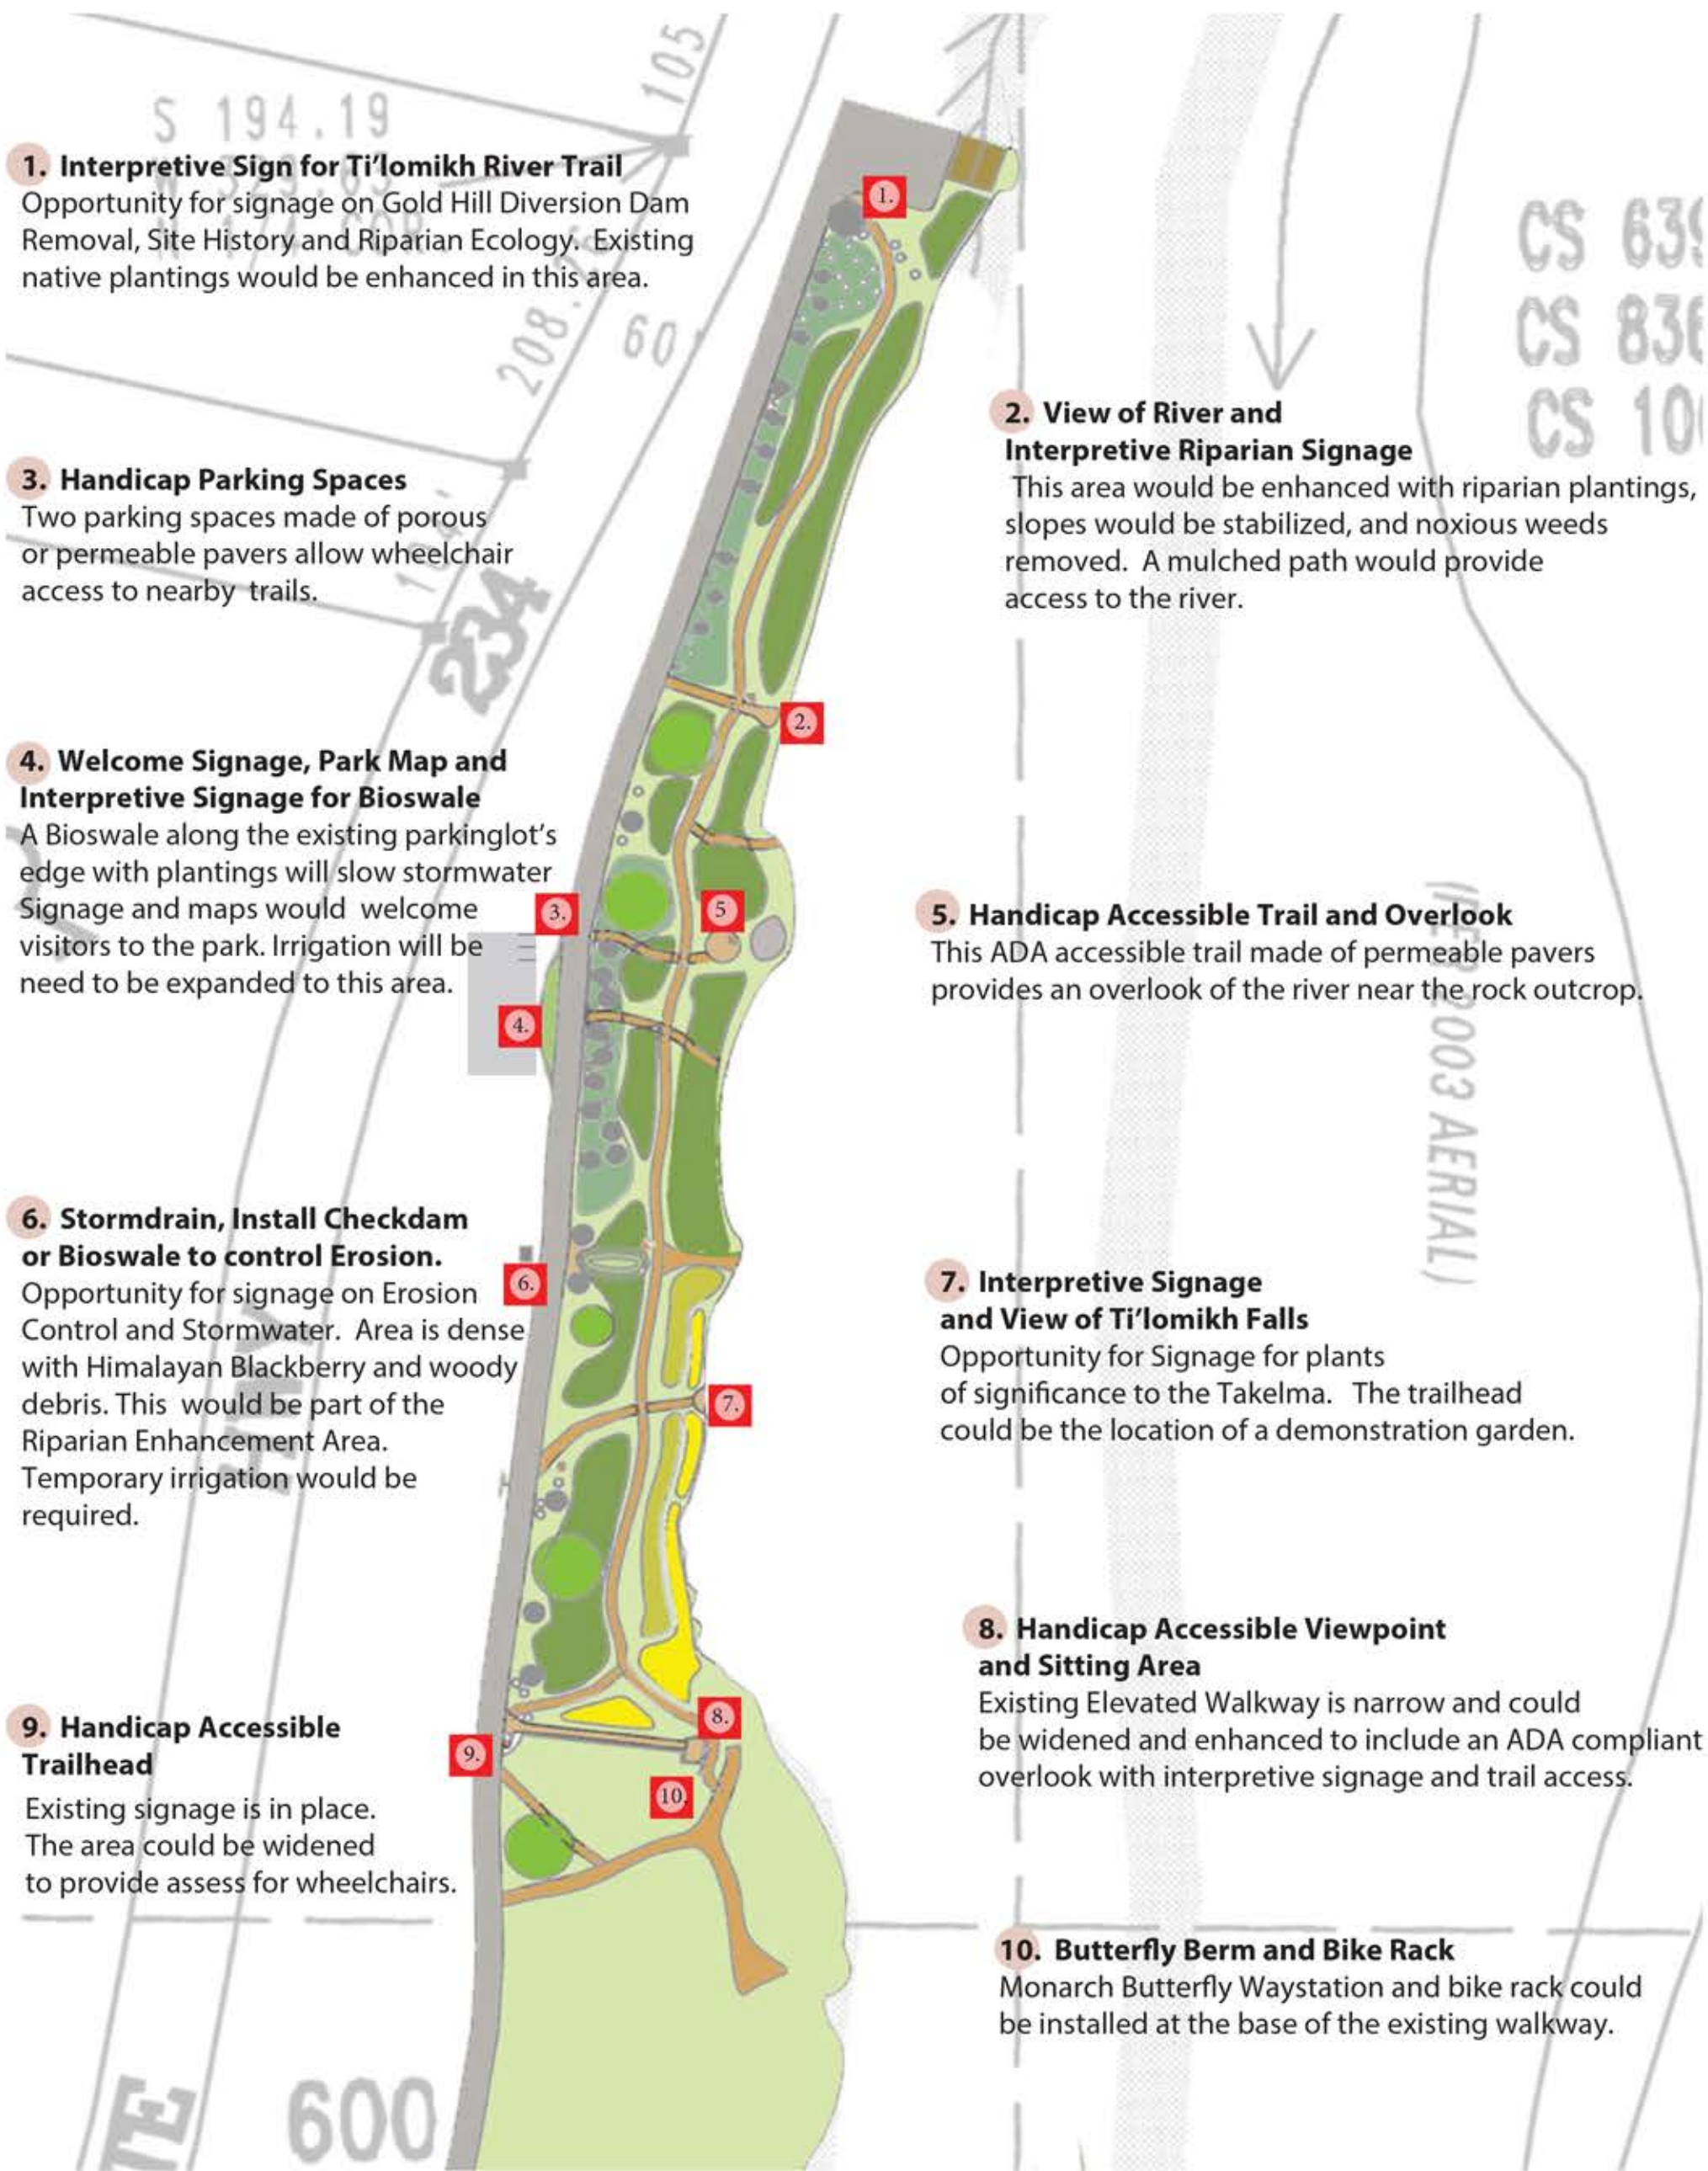 105
S 194.19
N 329.63
1. Interpretive Sign for Ti'lomikh River Trail
Opportunity for signage on Gold Hill Diversion Dam
Removal, Site History and Riparian Ecology. Existing
native plantings would be enhanced in this area.
60
1.
CS
CS
CS
2. View of River and
Interpretive Riparian Signage
This area would be enhanced with riparian plantings,
slopes would be stabilized, and noxious weeds
removed. A mulched path would provide
access to the river.
3. Handicap Parking Spaces
Two parking spaces made of porous
or permeable pavers allow wheelchair
access to nearby trails.
104'
234
2.
4. Welcome Signage, Park Map and
Interpretive Signage for Bioswale
A Bioswale along the existing parkinglot's
edge with plantings will slow stormwater
Signage and maps would welcome
visitors to the park. Irrigation will be
need to be expanded to this area.
3.
5
4.
5. Handicap Accessible Trail and Overlook
This ADA accessible trail made of permeable pavers
provides an overlook of the river near the rock outcrop.
2003 AERIAL)
6. Stormdrain, Install Checkdam
or Bioswale to control Erosion.
Opportunity for signage on Erosion
Control and Stormwater. Area is dense
with Himalayan Blackberry and woody
debris. This would be part of the
Riparian Enhancement Area.
Temporary irrigation would be
required.
6.
HWY
7. Interpretive Signage
and View of Ti'lomikh Falls
Opportunity for Signage for plants
of significance to the Takelma. The trailhead
could be the location of a demonstration garden.
7.
8. Handicap Accessible Viewpoint
and Sitting Area
Existing Elevated Walkway is narrow and could
be widened and enhanced to include an ADA compliant
overlook with interpretive signage and trail access.
8.
9. Handicap Accessible
Trailhead
Existing signage is in place.
The area could be widened
to provide assess for wheelchairs.
9.
10.
10. Butterfly Berm and Bike Rack
Monarch Butterfly Waystation and bike rack could
be installed at the base of the existing walkway.
TE
600